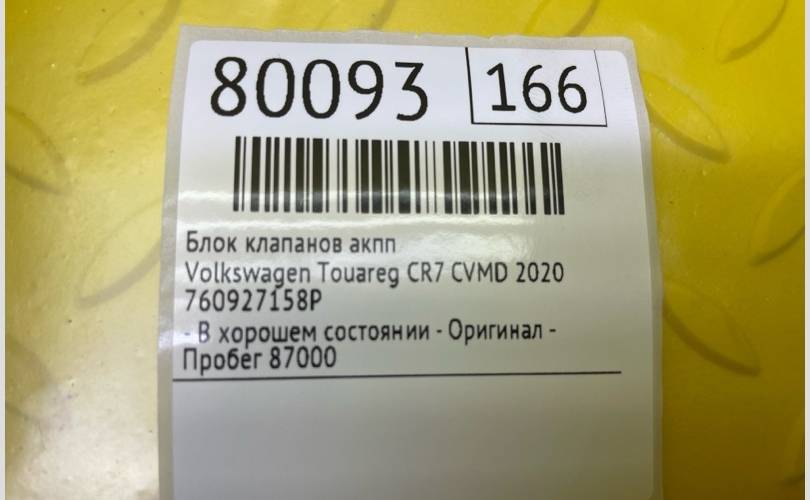 80093 166
Блок клапанов акпп
Volkswagen Touareg CR7 CVMD 2020
760927158P
- В хорошем состоянии - Оригинал -
Пробег 87000